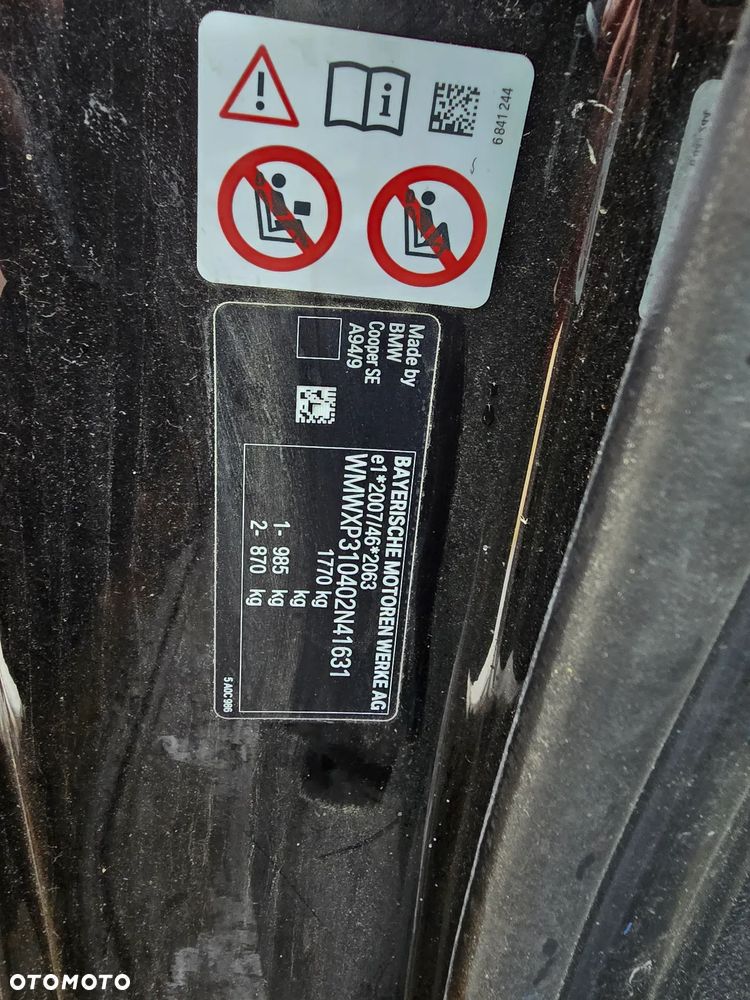 6 841 244
Made by
BMW
Cooper SE
A94/9
BAYERISCHE MOTOREN WERKE AG
e1*2007/46*2063
WMWXP310402N41631
1770 kg
1- 985 kg
2- 870 kg
5 A0C 986
OTOMOTO